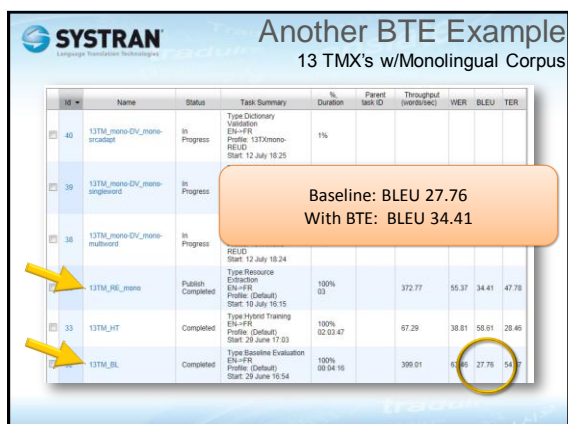 SYSTRAN
Language Translation Technologies
Another BTE Example
13 TMX's w/Monolingual Corpus
Id Name Status Task Summary %, Duration Parent task ID Throughput (words/sec) WER BLEU TER
40 13TM_mono-DV_mono-srcadapt In Progress Type:Dictionary Validation EN->FR Profile: 13TXmono-REUD Start: 12 July 18:25 1%
39 13TM_mono-DV_mono-singleword In Progress
Baseline: BLEU 27.76
With BTE: BLEU 34.41
38 13TM_mono-DV_mono-multiword In Progress REUD Start: 12 July 18:24
13TM_RE_mono Publish Completed Type:Resource Extraction EN->FR Profile: (Default) Start: 10 July 16:15 100% 03 372.77 55.37 34.41 47.78
33 13TM_HT Completed Type:Hybrid Training EN->FR Profile: (Default) Start: 29 June 17:03 100% 02:03:47 67.29 38.81 58.61 28.46
13TM_BL Completed Type:Baseline Evaluation EN->FR Profile: (Default) Start: 29 June 16:54 100% 00:04:16 399.01 27.76